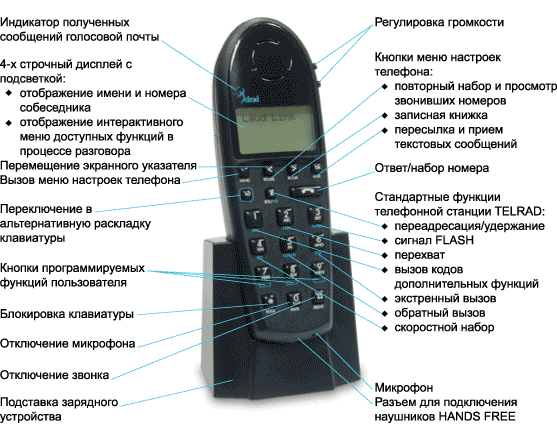 Индикатор полученных
сообщений голосовой почты
4-х строчный дисплей с
подсветкой:
• отображение имени и номера
собеседника
• отображение интерактивного
меню доступных функций в
процессе разговора
Перемещение экранного указателя
Вызов меню настроек телефона
Переключение в
альтернативную раскладку
клавиатуры
Кнопки программируемых
функций пользователя
Блокировка клавиатуры
Отключение микрофона
Отключение звонка
Подставка зарядного
устройства
Регулировка громкости
Кнопки меню настроек
телефона:
• повторный набор и просмотр
звонивших номеров
• записная книжка
• пересылка и прием
текстовых сообщений
Ответ/набор номера
Стандартные функции
телефонной станции TELRAD:
• переадресация/удержание
• сигнал FLASH
• перехват
• вызов кодов
дополнительных функций
• экстренный вызов
• обратный вызов
• скоростной набор
Микрофон
Разъем для подключения
наушников HANDS FREE
telrad